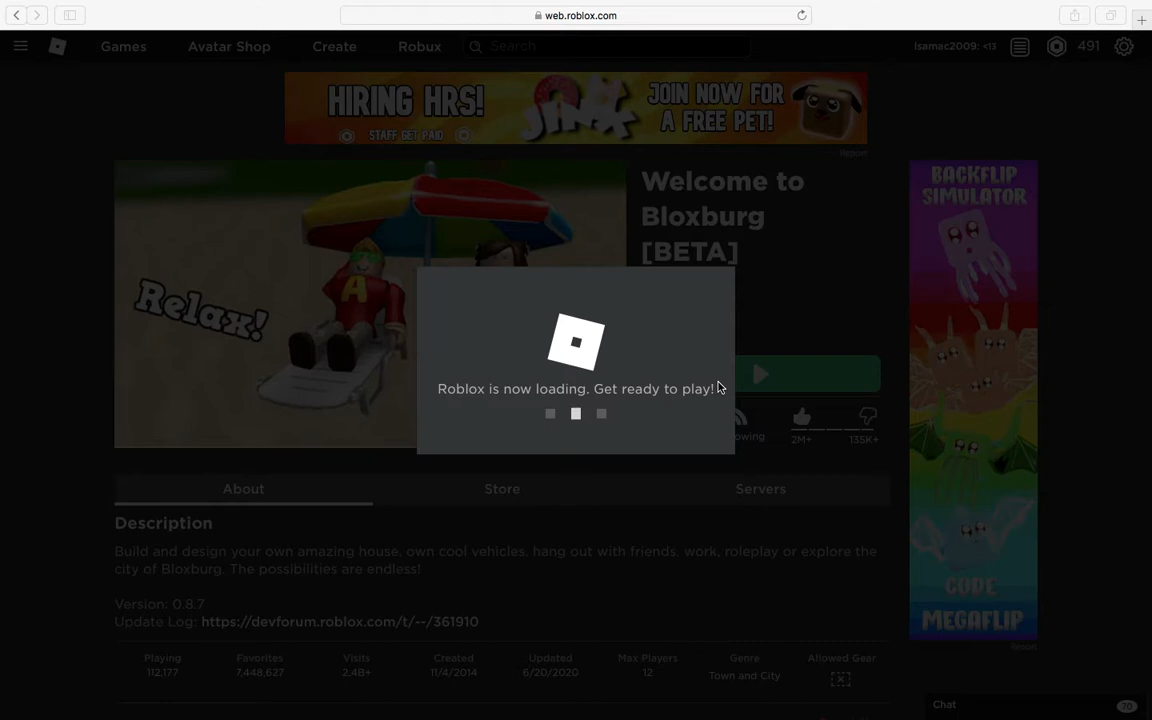 web.roblox.com
Games
Avatar Shop
Create
Robux
Search
Isamac2009: <13
491
HIRING HRS!
STAFF GET PAID
JINX
JOIN NOW FOR
A FREE PET!
Report
Relax!
A
Welcome to
Bloxburg
[BETA]
BACKFLIP
SIMULATOR
Roblox is now loading. Get ready to play!
2M+
135K+
About
Store
Servers
Description
Build and design your own amazing house, own cool vehicles, hang out with friends, work, roleplay or explore the
city of Bloxburg. The possibilities are endless!
Version: 0.8.7
Update Log: https://devforum.roblox.com/t/--/361910
CODE
MEGAFLIP
Report
Playing
Favorites
Visits
Created
Updated
Max Players
Genre
Allowed Gear
112,177
7,448,627
2.4B+
11/4/2014
6/20/2020
12
Town and City
Chat
70